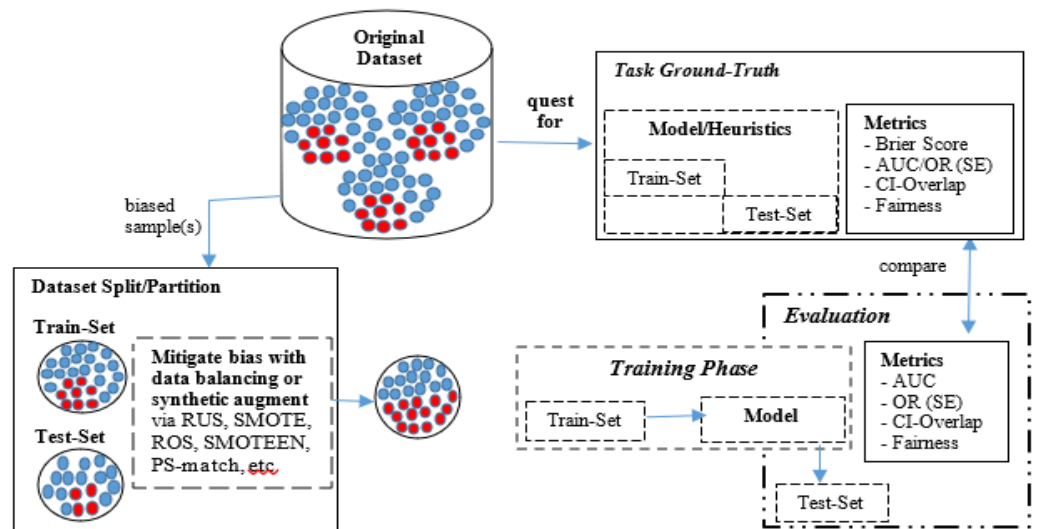 Original
Dataset
quest
for
Task Ground-Truth
Model/Heuristics
Train-Set
Test-Set
Metrics
- Brier Score
- AUC/OR (SE)
- CI-Overlap
- Fairness
biased
sample(s)
compare
Dataset Split/Partition
Train-Set
Test-Set
Mitigate bias with
data balancing or
synthetic augment
via RUS, SMOTE,
ROS, SMOTEEN,
PS-match, etc
Evaluation
Training Phase
Train-Set
Model
Test-Set
Metrics
- AUC
- OR (SE)
- CI-Overlap
- Fairness